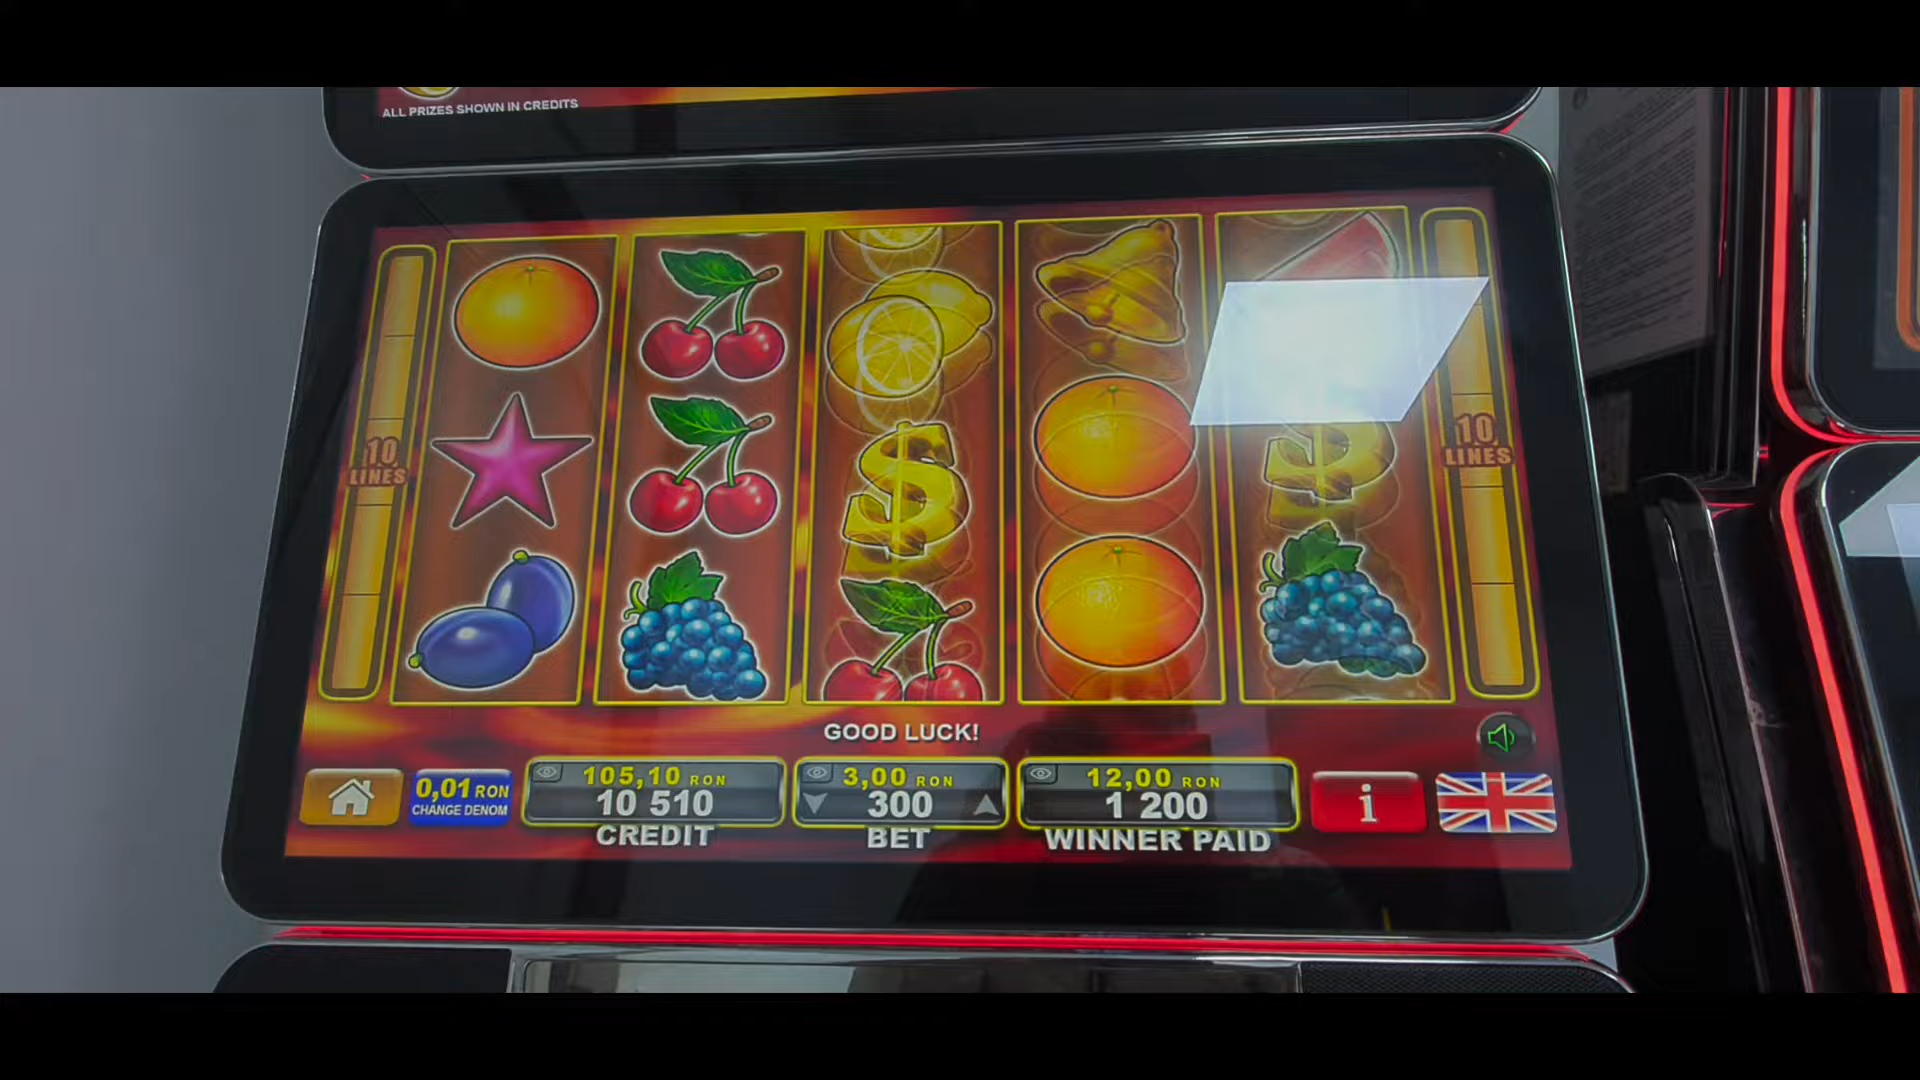 ALL PRIZES SHOWN IN CREDITS
10
LINES
10
LINES
GOOD LUCK!
0,01 RON
CHANGE DENOM
105,10 RON
10 510
CREDIT
3,00 RON
300
BET
12,00 RON
1 200
WINNER PAID
i